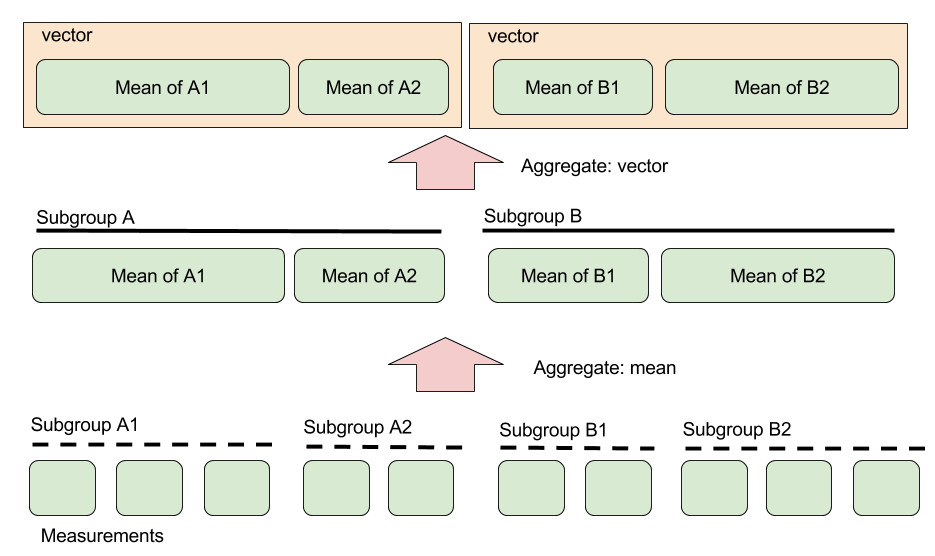 vector
vector
Mean of A1
Mean of A2
Mean of B1
Mean of B2
Aggregate: vector
Subgroup A
Subgroup B
Mean of A1
Mean of A2
Mean of B1
Mean of B2
Aggregate: mean
Subgroup A1
Subgroup A2
Subgroup B1
Subgroup B2
Measurements